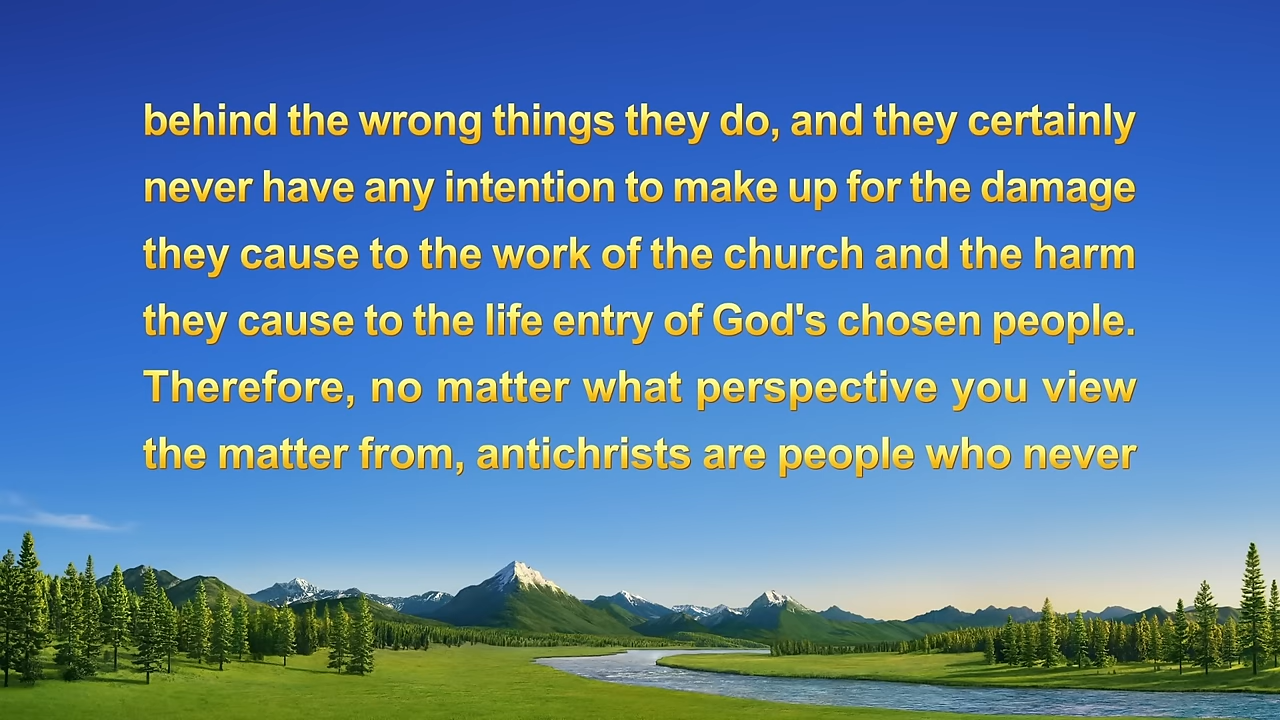 behind the wrong things they do, and they certainly
never have any intention to make up for the damage
they cause to the work of the church and the harm
they cause to the life entry of God's chosen people.
Therefore, no matter what perspective you view
the matter from, antichrists are people who never